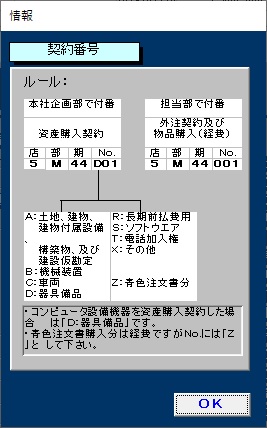 情報
契約番号
ルール:
本社企画部で付番
資産購入契約
店 部 期 No.
5 M 44 D01
担当部で付番
外注契約及び
物品購入(経費)
店 部 期 No.
5 M 44 001
A:土地、建物、
建物付属設備
、
構築物、及び
建設仮勘定
B:機械装置
C:車両
D:器具備品
R:長期前払費用
S:ソフトウエア
T:電話加入権
X:その他
Z:青色注文書分
・コンピュータ設備機器を資産購入契約した場
合 は「D:器具備品」です。
・青色注文書購入分は経費ですがNo.には「Z
」と して下さい。
OK